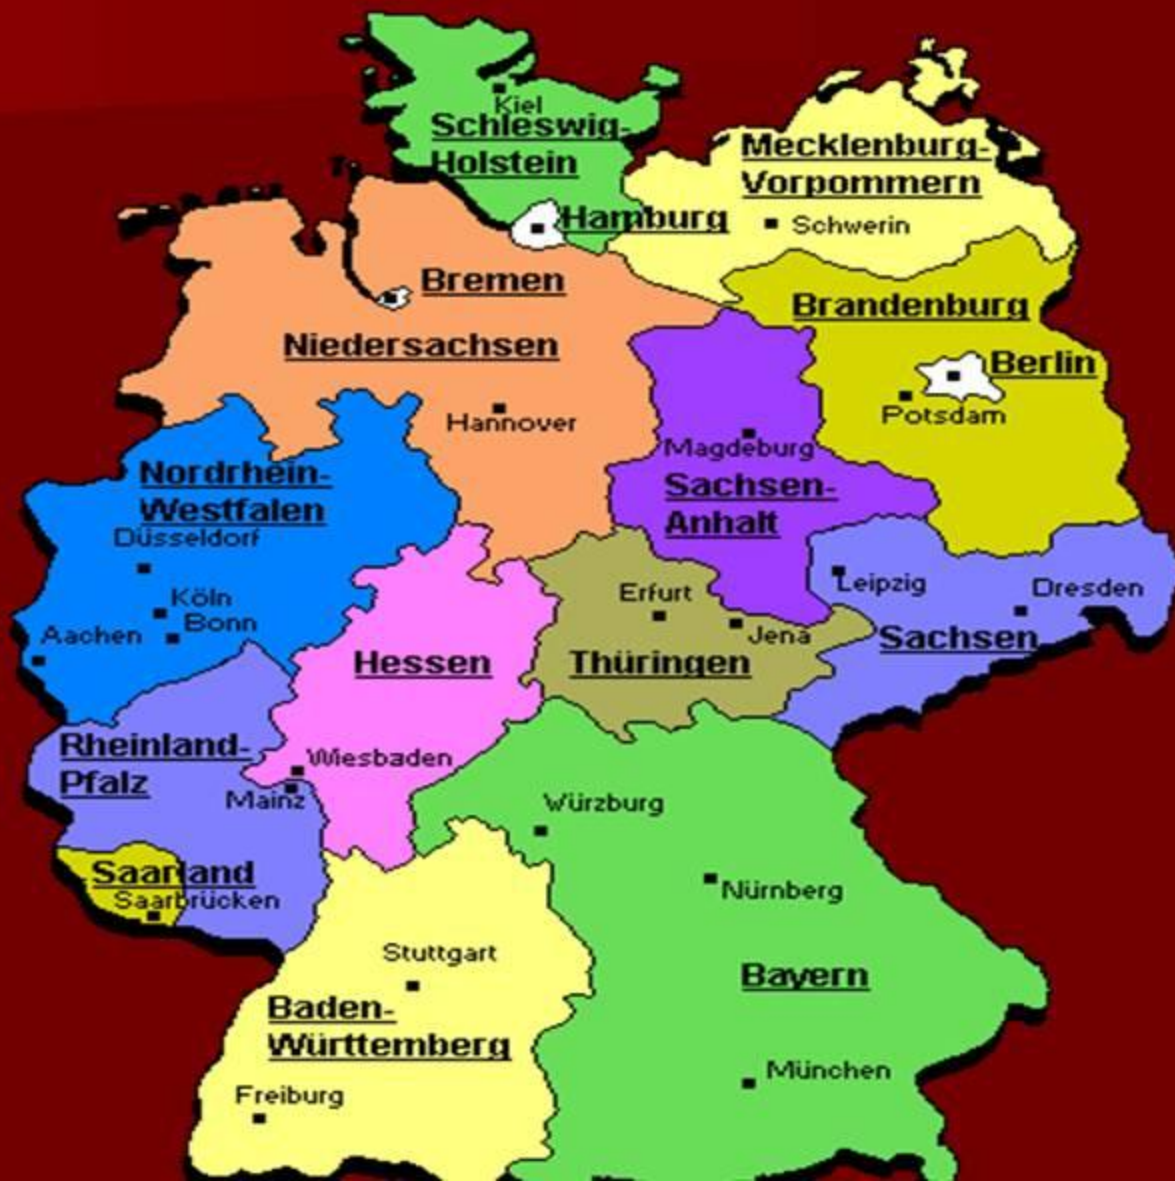 Kiel
Schleswig-
Holstein
Mecklenburg-
Vorpommern
Hamburg
Schwerin
Bremen
Brandenburg
Niedersachsen
Berlin
Hannover
Potsdam
Magdeburg
Nordrhein-
Westfalen
Sachsen-
Anhalt
Düsseldorf
Köln
Bonn
Aachen
Erfurt
Jena
Leipzig
Dresden
Sachsen
Hessen
Thüringen
Rheinland-
Pfalz
Wiesbaden
Mainz
Würzburg
Saarland
Saarbrücken
Nürnberg
Stuttgart
Bayern
Baden-
Württemberg
München
Freiburg